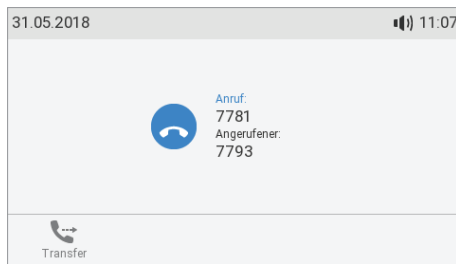 31.05.2018 11:07
Anruf:
7781
Angerufener:
7793
Transfer